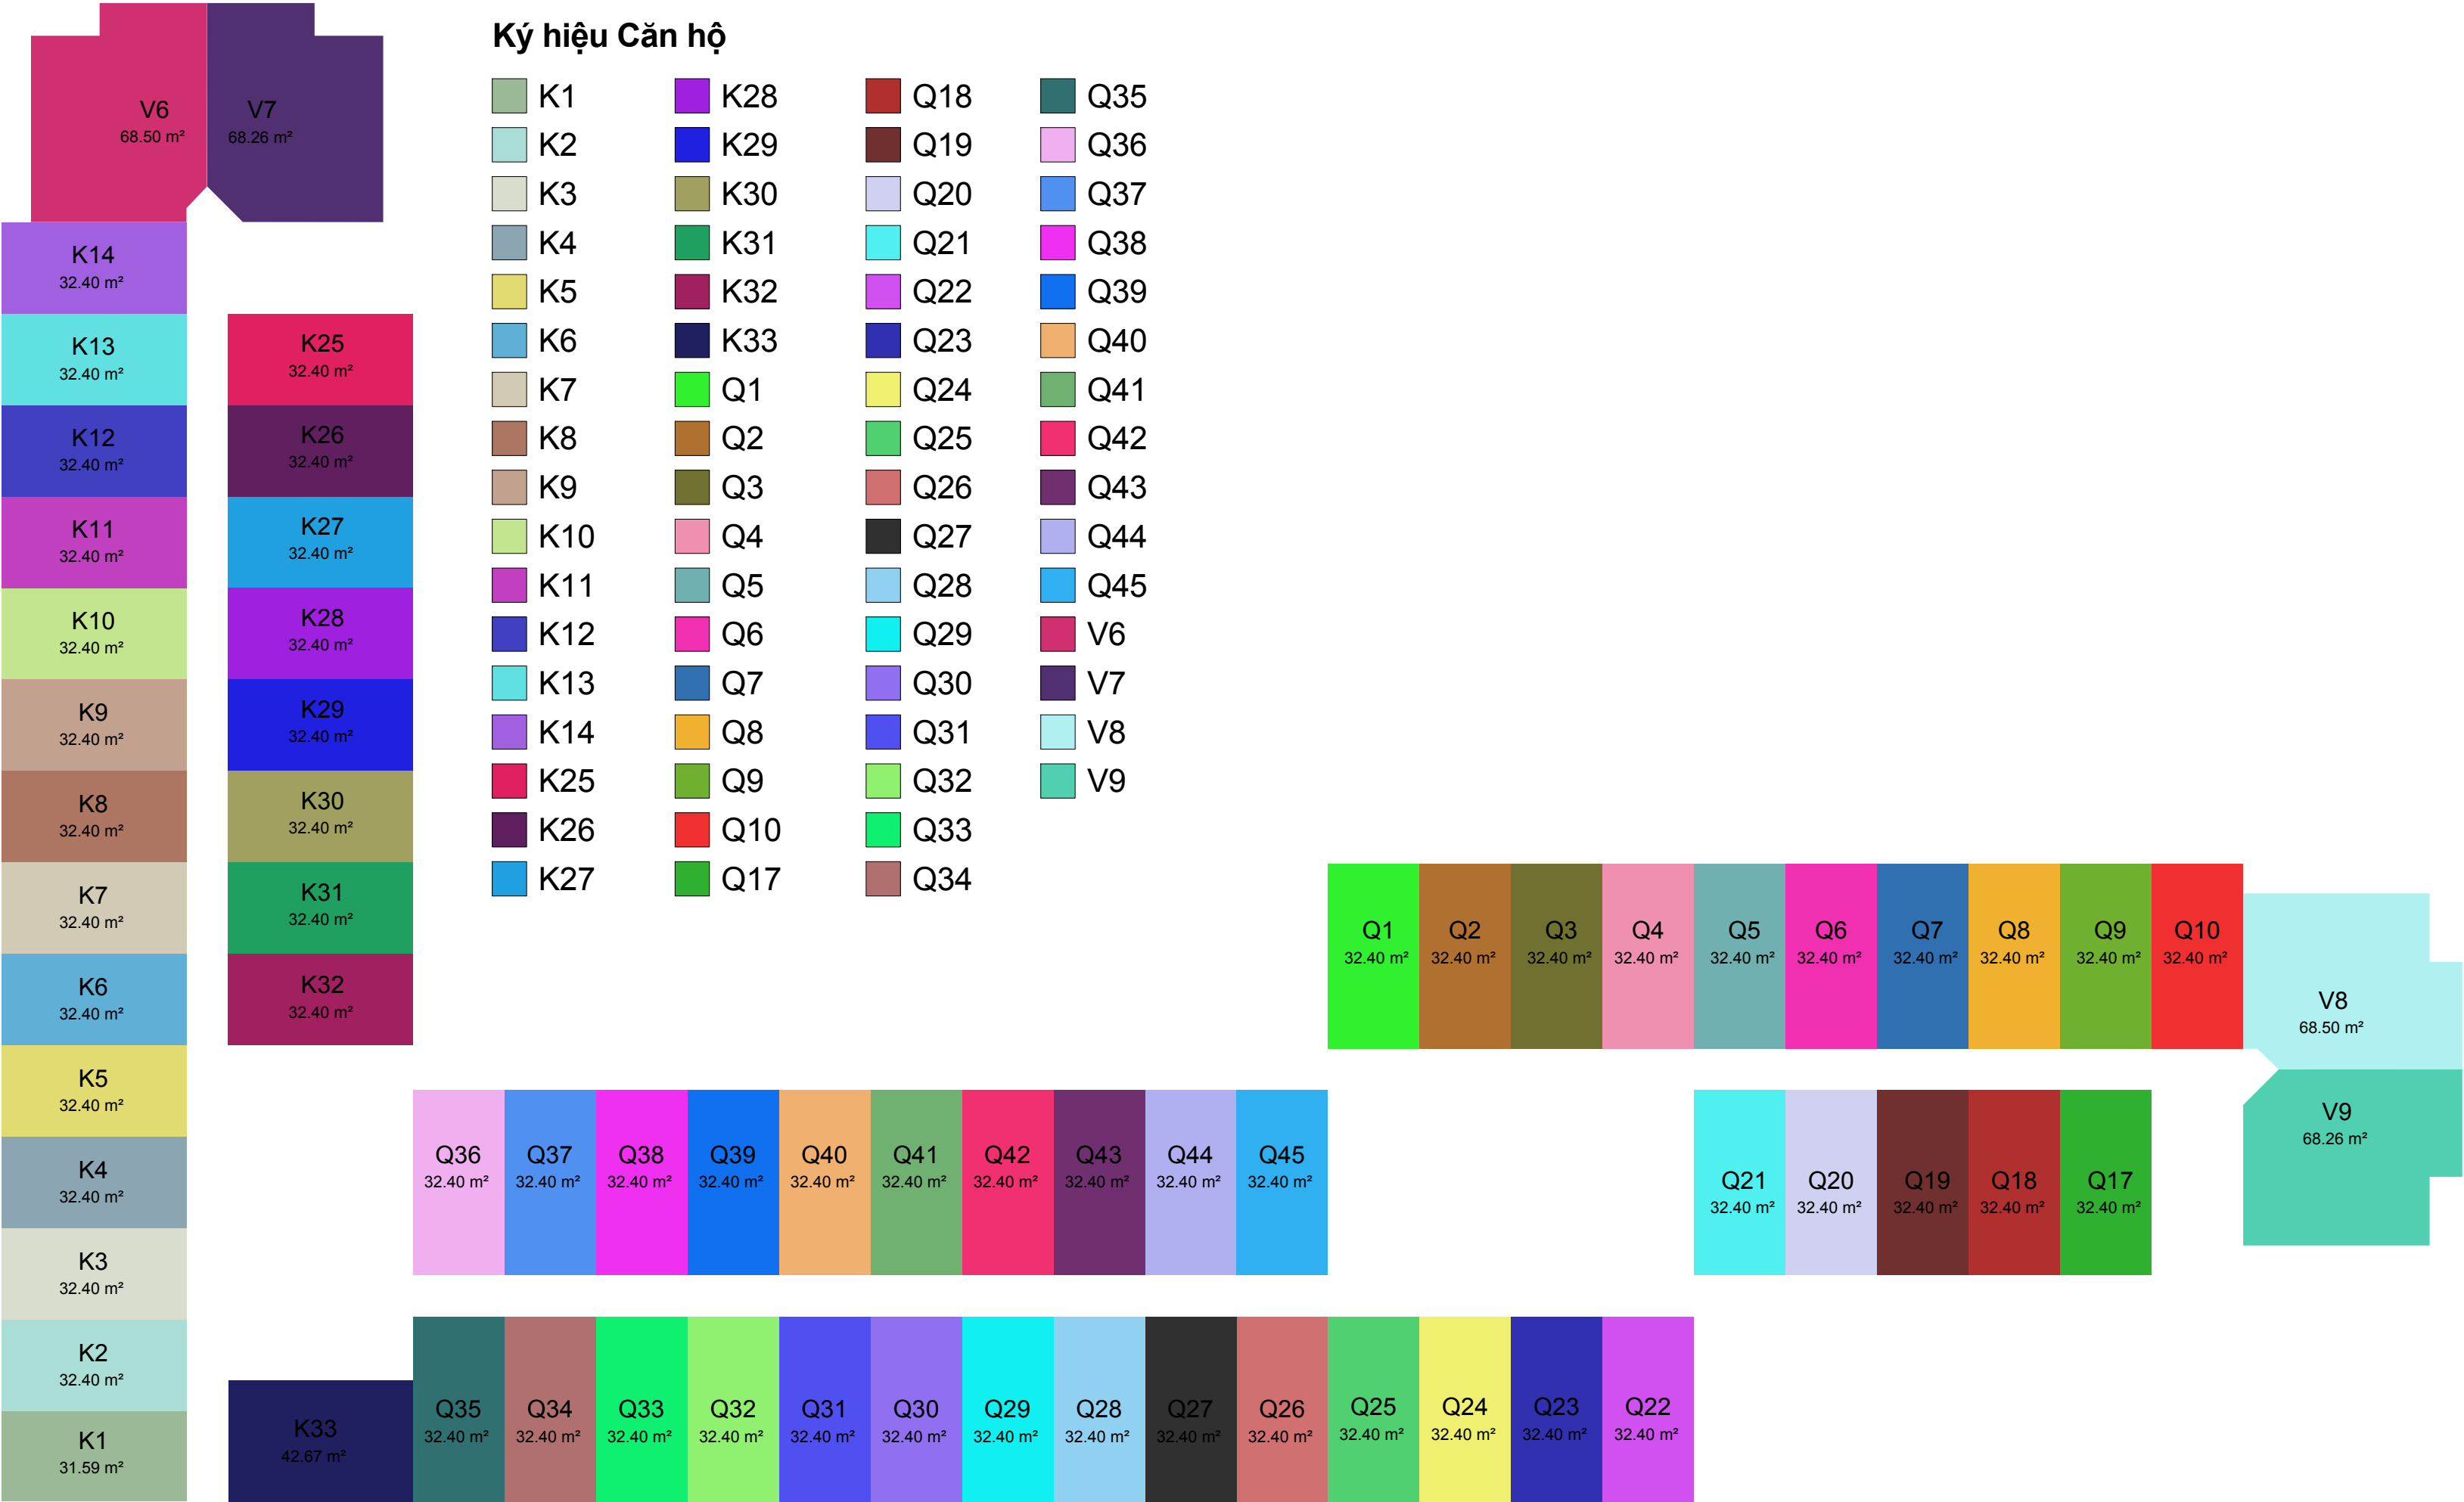 Ký hiệu Căn hộ
K1
K2
K3
K4
K5
K6
K7
K8
K9
K10
K11
K12
K13
K14
K25
K26
K27
K28
K29
K30
K31
K32
K33
Q1
Q2
Q3
Q4
Q5
Q6
Q7
Q8
Q9
Q10
Q17
Q18
Q19
Q20
Q21
Q22
Q23
Q24
Q25
Q26
Q27
Q28
Q29
Q30
Q31
Q32
Q33
Q34
Q35
Q36
Q37
Q38
Q39
Q40
Q41
Q42
Q43
Q44
Q45
V6
V7
V8
V9
V6
68.50 m²
V7
68.26 m²
K14
32.40 m²
K13
32.40 m²
K12
32.40 m²
K11
32.40 m²
K10
32.40 m²
K9
32.40 m²
K8
32.40 m²
K7
32.40 m²
K6
32.40 m²
K5
32.40 m²
K4
32.40 m²
K3
32.40 m²
K2
32.40 m²
K1
31.59 m²
K25
32.40 m²
K26
32.40 m²
K27
32.40 m²
K28
32.40 m²
K29
32.40 m²
K30
32.40 m²
K31
32.40 m²
K32
32.40 m²
K33
42.67 m²
Q1
32.40 m²
Q2
32.40 m²
Q3
32.40 m²
Q4
32.40 m²
Q5
32.40 m²
Q6
32.40 m²
Q7
32.40 m²
Q8
32.40 m²
Q9
32.40 m²
Q10
32.40 m²
V8
68.50 m²
V9
68.26 m²
Q36
32.40 m²
Q37
32.40 m²
Q38
32.40 m²
Q39
32.40 m²
Q40
32.40 m²
Q41
32.40 m²
Q42
32.40 m²
Q43
32.40 m²
Q44
32.40 m²
Q45
32.40 m²
Q21
32.40 m²
Q20
32.40 m²
Q19
32.40 m²
Q18
32.40 m²
Q17
32.40 m²
Q35
32.40 m²
Q34
32.40 m²
Q33
32.40 m²
Q32
32.40 m²
Q31
32.40 m²
Q30
32.40 m²
Q29
32.40 m²
Q28
32.40 m²
Q27
32.40 m²
Q26
32.40 m²
Q25
32.40 m²
Q24
32.40 m²
Q23
32.40 m²
Q22
32.40 m²